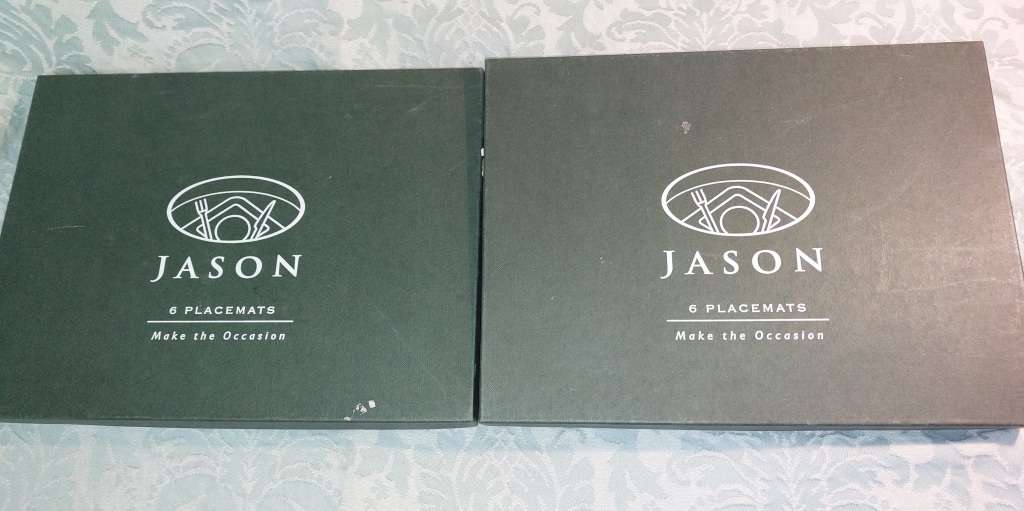 JASON
6 PLACEMATS
Make the Occasion
JASON
6 PLACEMATS
Make the Occasion